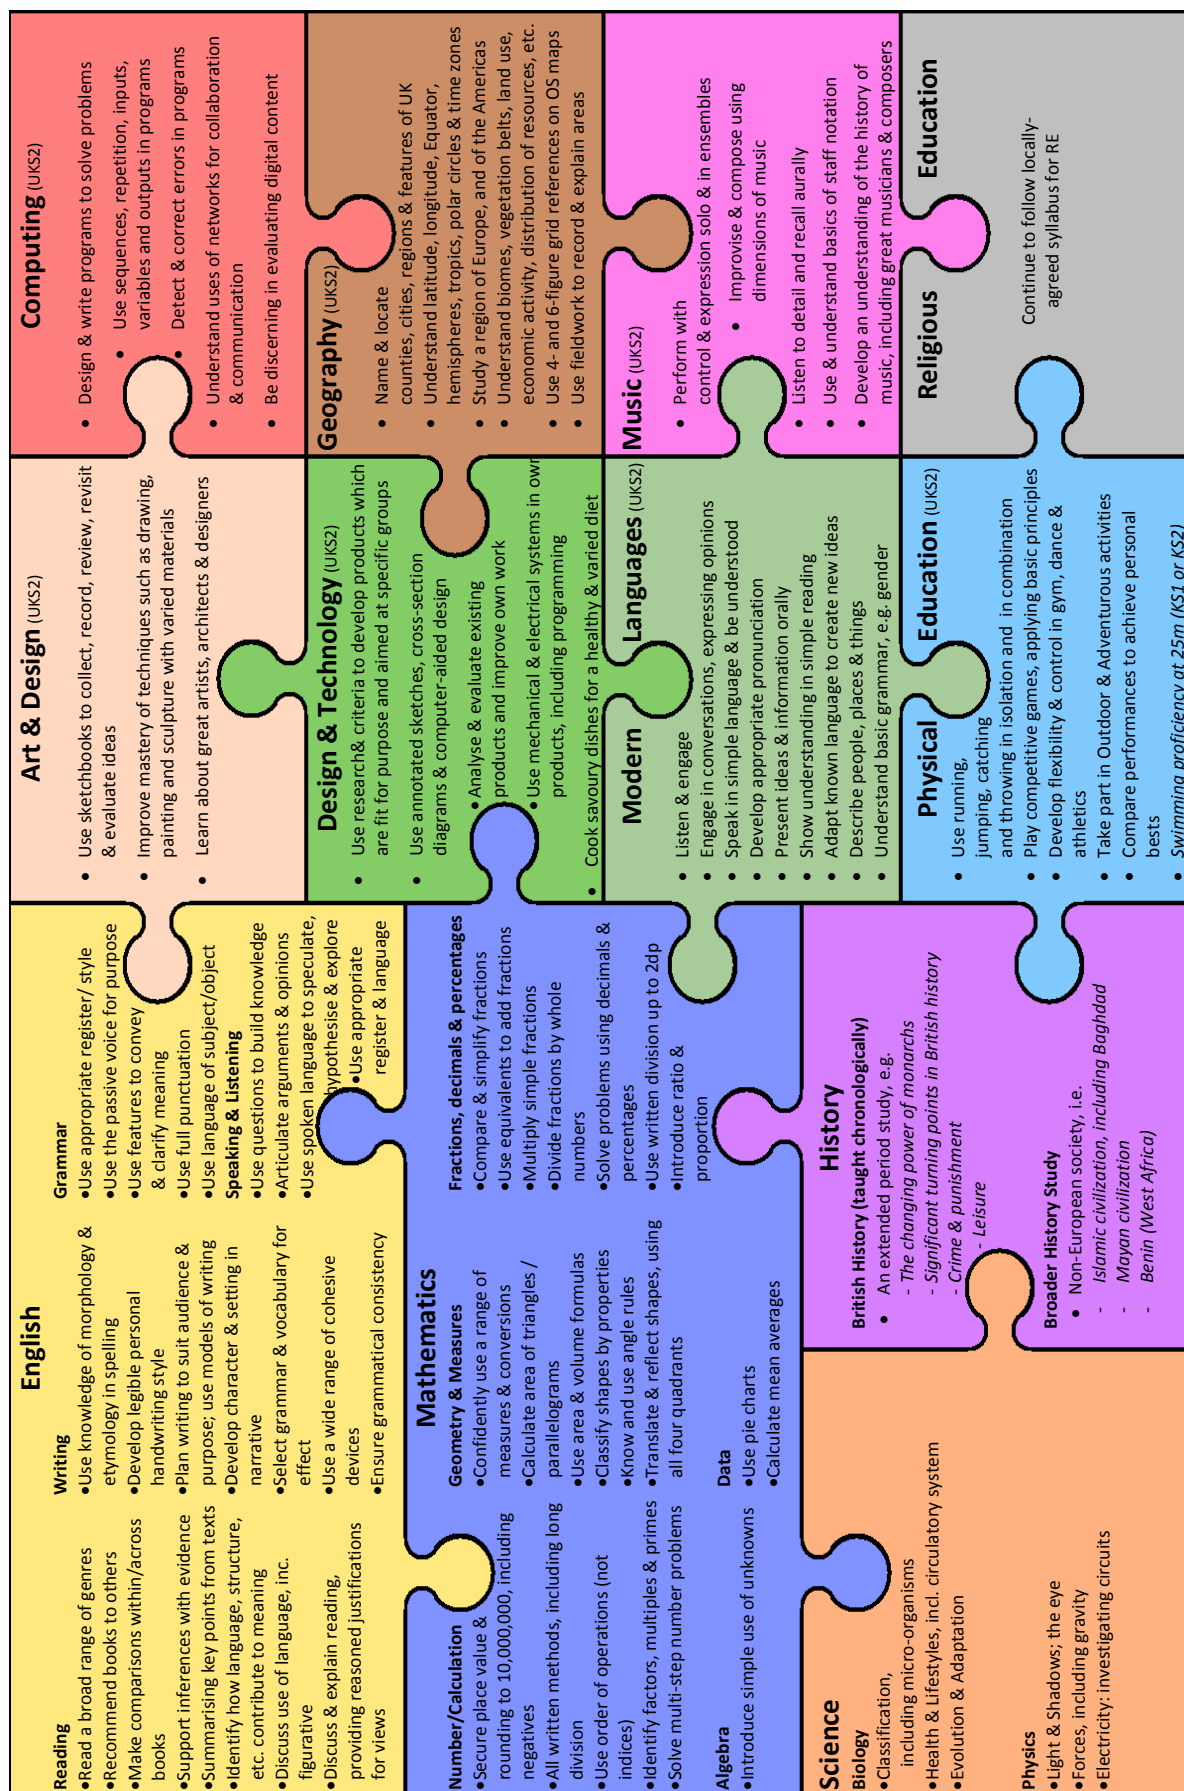 English
Reading
•Read a broad range of genres
•Recommend books to others
•Make comparisons within/across
books
•Support inferences with evidence
•Summarising key points from texts
•Identify how language, structure,
etc. contribute to meaning
•Discuss use of language, inc.
figurative
•Discuss & explain reading,
providing reasoned justifications
for views
Writing
•Use knowledge of morphology &
etymology in spelling
•Develop legible personal
handwriting style
•Plan writing to suit audience &
purpose; use models of writing
•Develop character & setting in
narrative
•Select grammar & vocabulary for
effect
•Use a wide range of cohesive
devices
•Ensure grammatical consistency
Grammar
•Use appropriate register/ style
•Use the passive voice for purpose
•Use features to convey
& clarify meaning
•Use full punctuation
•Use language of subject/object
Speaking & Listening
•Use questions to build knowledge
•Articulate arguments & opinions
•Use spoken language to speculate,
hypothesise & explore
•Use appropriate
register & language
Art & Design (UKS2)
• Use sketchbooks to collect, record, review, revisit
& evaluate ideas
• Improve mastery of techniques such as drawing,
painting and sculpture with varied materials
• Learn about great artists, architects & designers
Computing (UKS2)
• Design & write programs to solve problems
• Use sequences, repetition, inputs,
variables and outputs in programs
• Detect & correct errors in programs
• Understand uses of networks for collaboration
& communication
• Be discerning in evaluating digital content
Mathematics
Number/Calculation
•Secure place value &
rounding to 10,000,000, including
negatives
•All written methods, including long
division
•Use order of operations (not
indices)
•Identify factors, multiples & primes
•Solve multi-step number problems
Algebra
•Introduce simple use of unknowns
Geometry & Measures
•Confidently use a range of
measures & conversions
•Calculate area of triangles /
parallelograms
•Use area & volume formulas
•Classify shapes by properties
•Know and use angle rules
•Translate & reflect shapes, using
all four quadrants
Data
•Use pie charts
•Calculate mean averages
Fractions, decimals & percentages
•Compare & simplify fractions
•Use equivalents to add fractions
•Multiply simple fractions
•Divide fractions by whole
numbers
•Solve problems using decimals &
percentages
•Use written division up to 2dp
•Introduce ratio &
proportion
Design & Technology (UKS2)
• Use research& criteria to develop products which
are fit for purpose and aimed at specific groups
• Use annotated sketches, cross-section
diagrams & computer-aided design
•Analyse & evaluate existing
products and improve own work
•Use mechanical & electrical systems in own
products, including programming
• Cook savoury dishes for a healthy & varied diet
Geography (UKS2)
• Name & locate
counties, cities, regions & features of UK
• Understand latitude, longitude, Equator,
hemispheres, tropics, polar circles & time zones
• Study a region of Europe, and of the Americas
• Understand biomes, vegetation belts, land use,
economic activity, distribution of resources, etc.
• Use 4- and 6-figure grid references on OS maps
• Use fieldwork to record & explain areas
Modern Languages (UKS2)
• Listen & engage
• Engage in conversations, expressing opinions
• Speak in simple language & be understood
• Develop appropriate pronunciation
• Present ideas & information orally
• Show understanding in simple reading
• Adapt known language to create new ideas
• Describe people, places & things
• Understand basic grammar, e.g. gender
Music (UKS2)
• Perform with
control & expression solo & in ensembles
• Improvise & compose using
dimensions of music
• Listen to detail and recall aurally
• Use & understand basics of staff notation
• Develop an understanding of the history of
music, including great musicians & composers
Science
Biology
•Classification,
including micro-organisms
•Health & Lifestyles, incl. circulatory system
•Evolution & Adaptation
Physics
•Light & Shadows; the eye
•Forces, including gravity
•Electricity: investigating circuits
History
British History (taught chronologically)
• An extended period study, e.g.
- The changing power of monarchs
- Significant turning points in British history
- Crime & punishment
- Leisure
Broader History Study
• Non-European society, i.e.
- Islamic civilization, including Baghdad
- Mayan civilization
- Benin (West Africa)
Physical Education (UKS2)
• Use running,
jumping, catching
and throwing in isolation and in combination
• Play competitive games, applying basic principles
• Develop flexibility & control in gym, dance &
athletics
• Take part in Outdoor & Adventurous activities
• Compare performances to achieve personal
bests
• Swimming proficiency at 25m (KS1 or KS2)
Religious Education
Continue to follow locally-
agreed syllabus for RE